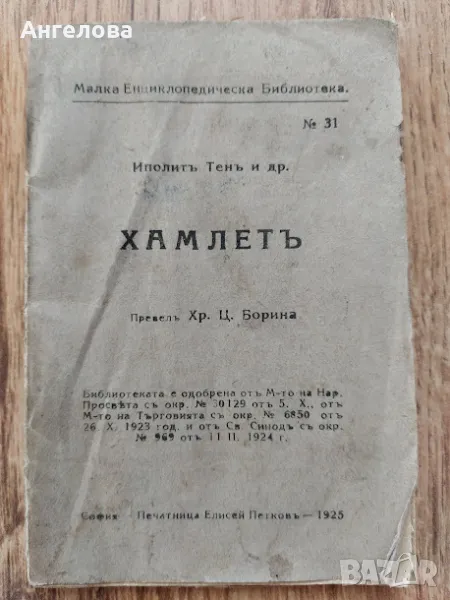 Ангелова
Малка Енциклопедическа Библиотека.
№ 31
Иполитъ Тенъ и др.
ХАМЛЕТЪ
Превелъ Хр. Ц. Борина
Библиотеката е одобрена отъ М-то на Нар.
Просвѣта съ окр. № 30129 отъ 5. X., отъ
М-то на Търговията съ окр. № 6850 отъ
26 X. 1923 год. и отъ Св. Синодъ съ окр.
№ 969 отъ 11 II. 1924 г.
София — Печатница Елисей Петковъ — 1925
BAZAR